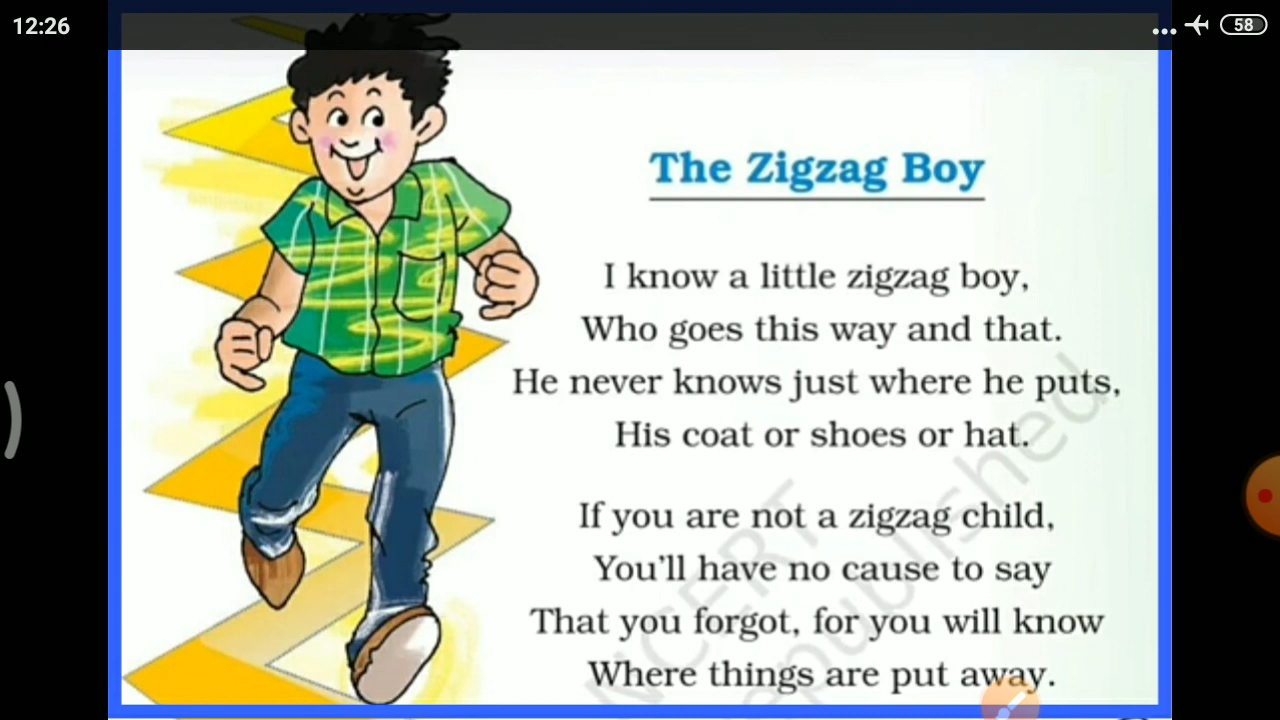 12:26
58
The Zigzag Boy
I know a little zigzag boy,
Who goes this way and that.
He never knows just where he puts,
His coat or shoes or hat.
If you are not a zigzag child,
You'll have no cause to say
That you forgot, for you will know
Where things are put away.
NCERT
republished